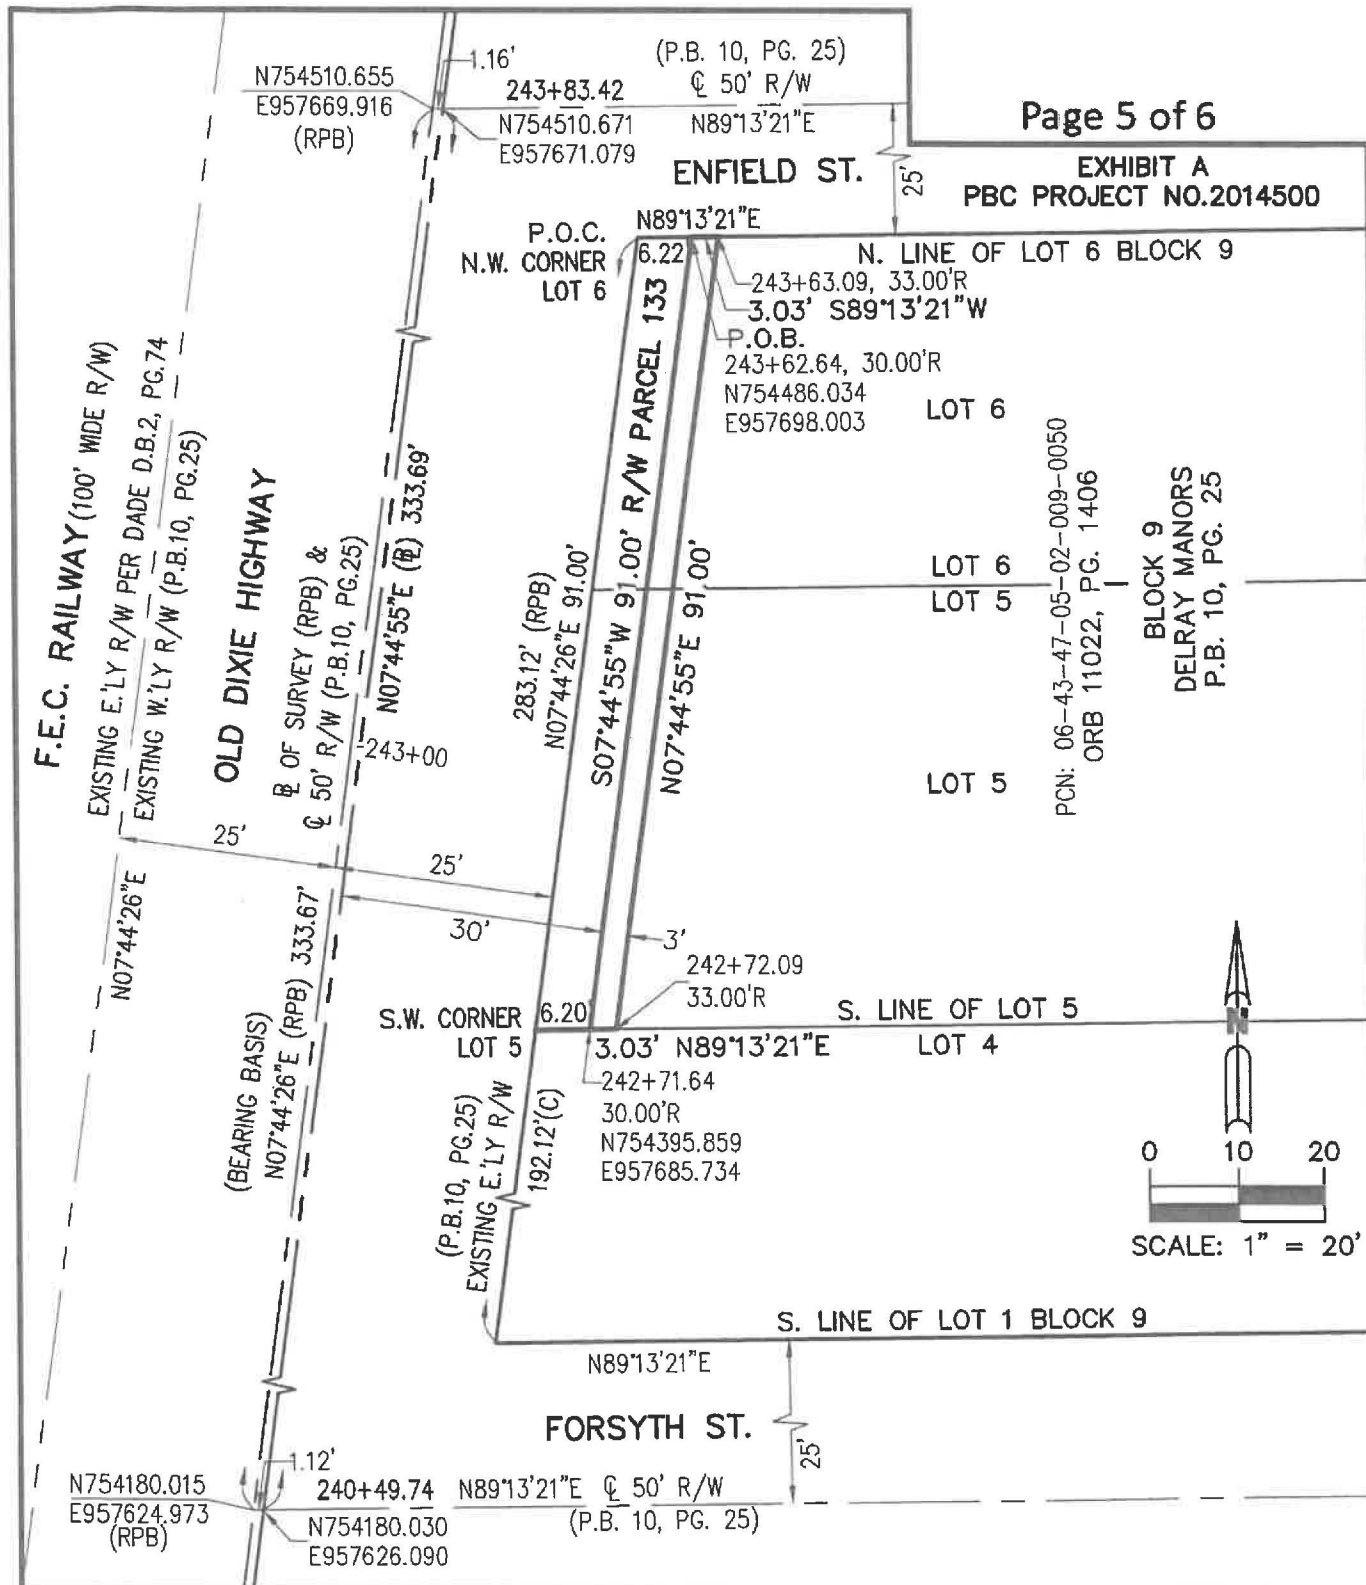 Page 5 of 6
EXHIBIT A
PBC PROJECT NO.2014500
N754510.655
E957669.916
(RPB)
1.16'
243+83.42
N754510.671
E957671.079
(P.B. 10, PG. 25)
℄ 50' R/W
N89°13'21"E
ENFIELD ST.
25'
P.O.C.
N.W. CORNER
LOT 6
N89°13'21"E
6.22
N. LINE OF LOT 6 BLOCK 9
243+63.09, 33.00'R
3.03' S89°13'21"W
P.O.B.
243+62.64, 30.00'R
N754486.034
E957698.003
LOT 6
F.E.C. RAILWAY (100' WIDE R/W)
EXISTING E.'LY R/W PER DADE D.B.2, PG.74
EXISTING W.'LY R/W (P.B.10, PG.25)
N07°44'26"E
OLD DIXIE HIGHWAY
BL OF SURVEY (RPB) &
℄ 50' R/W (P.B.10, PG.25)
N07°44'55"E (BL) 333.69'
243+00
283.12' (RPB)
N07°44'26"E 91.00'
S07°44'55"W 91.00' R/W PARCEL 133
N07°44'55"E 91.00'
LOT 6
LOT 5
LOT 5
PCN: 06-43-47-05-02-009-0050
ORB 11022, PG. 1406
BLOCK 9
DELRAY MANORS
P.B. 10, PG. 25
25'
25'
30'
3'
242+72.09
33.00'R
(BEARING BASIS)
N07°44'26"E (RPB) 333.67'
S.W. CORNER
LOT 5
6.20
S. LINE OF LOT 5
3.03' N89°13'21"E
LOT 4
242+71.64
30.00'R
N754395.859
E957685.734
(P.B.10, PG.25)
EXISTING E.'LY R/W
192.12'(C)
N
0 10 20
SCALE: 1" = 20'
S. LINE OF LOT 1 BLOCK 9
N89°13'21"E
FORSYTH ST.
25'
1.12'
N754180.015
E957624.973
(RPB)
240+49.74
N754180.030
E957626.090
N89°13'21"E ℄ 50' R/W
(P.B. 10, PG. 25)